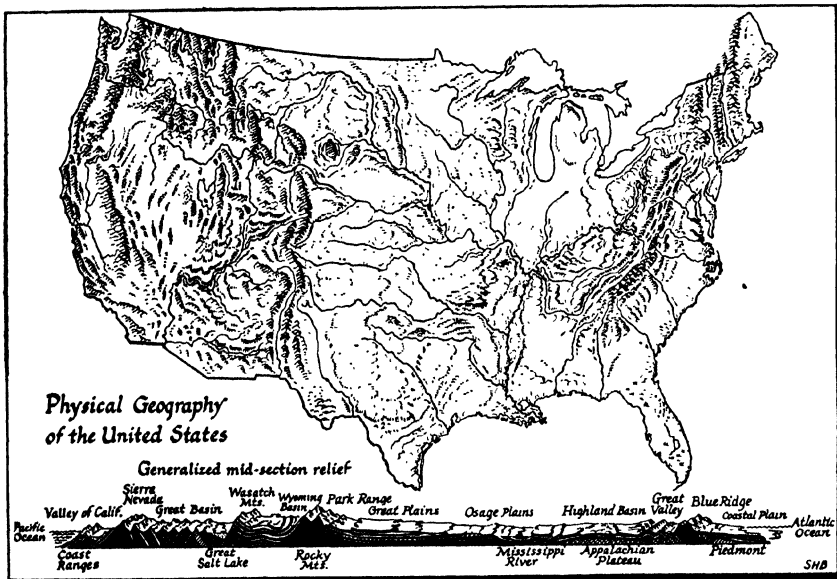 Physical Geography
of the United States
Generalized mid-section relief
Pacific
Ocean
Valley of Calif.
Sierra
Nevada
Great Basin
Wasatch
Mts.
Wyoming
Basin
Park Range
Great Plains
Osage Plains
Highland Basin
Great
Valley
Blue Ridge
Coastal Plain
Atlantic
Ocean
Coast
Ranges
Great
Salt Lake
Rocky
Mts.
Mississippi
River
Appalachian
Plateau
Piedmont
SHB